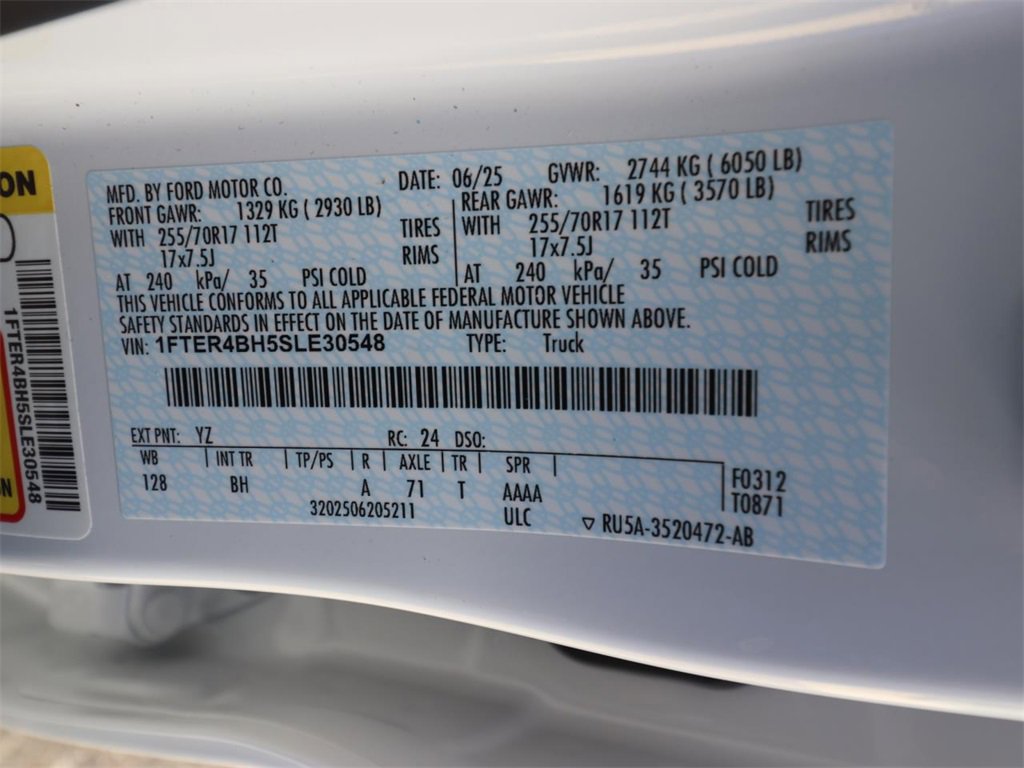 ON
1FTER4BH5SLE30548
N
MFD. BY FORD MOTOR CO. DATE: 06/25 GVWR: 2744 KG ( 6050 LB)
FRONT GAWR: 1329 KG ( 2930 LB) REAR GAWR: 1619 KG ( 3570 LB)
WITH 255/70R17 112T TIRES WITH 255/70R17 112T TIRES
17x7.5J RIMS 17x7.5J RIMS
AT 240 kPa/ 35 PSI COLD AT 240 kPa/ 35 PSI COLD
THIS VEHICLE CONFORMS TO ALL APPLICABLE FEDERAL MOTOR VEHICLE
SAFETY STANDARDS IN EFFECT ON THE DATE OF MANUFACTURE SHOWN ABOVE.
VIN: 1FTER4BH5SLE30548 TYPE: Truck
EXT PNT: YZ RC: 24 DSO:
WB INT TR TP/PS R AXLE TR SPR
128 BH A 71 T AAAA F0312
3202506205211 ULC T0871
RU5A-3520472-AB